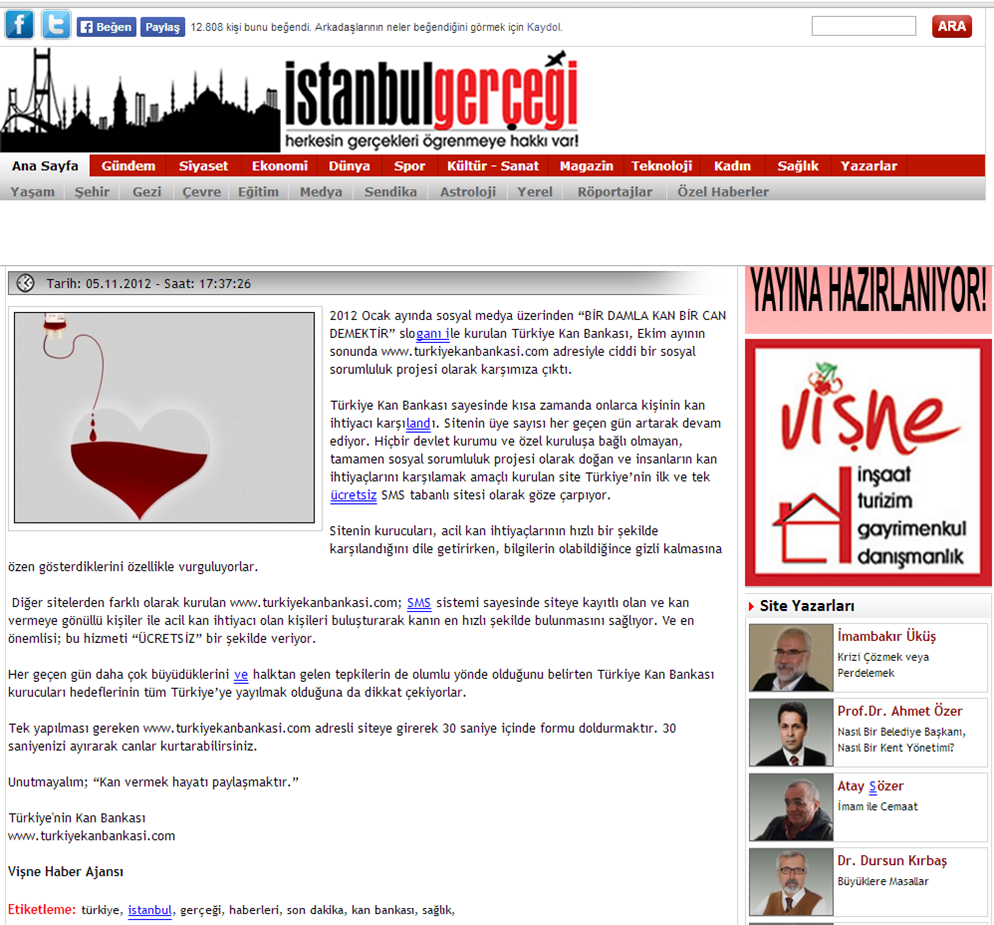 f
t
Beğen
Paylaş
12.808 kişi bunu beğendi. Arkadaşlarının neler beğendiğini görmek için Kaydol.
ARA
istanbulgerçeği
herkesin gerçekleri öğrenmeye hakkı var!
Ana Sayfa Gündem Siyaset Ekonomi Dünya Spor Kültür - Sanat Magazin Teknoloji Kadın Sağlık Yazarlar
Yaşam Şehir Gezi Çevre Eğitim Medya Sendika Astroloji Yerel Röportajlar Özel Haberler
Tarih: 05.11.2012 - Saat: 17:37:26
2012 Ocak ayında sosyal medya üzerinden “BİR DAMLA KAN BİR CAN
DEMEKTİR” sloganı ile kurulan Türkiye Kan Bankası, Ekim ayının
sonunda www.turkiyekanbankasi.com adresiyle ciddi bir sosyal
sorumluluk projesi olarak karşımıza çıktı.
Türkiye Kan Bankası sayesinde kısa zamanda onlarca kişinin kan
ihtiyacı karşılandı. Sitenin üye sayısı her geçen gün artarak devam
ediyor. Hiçbir devlet kurumu ve özel kuruluşa bağlı olmayan,
tamamen sosyal sorumluluk projesi olarak doğan ve insanların kan
ihtiyaçlarını karşılamak amaçlı kurulan site Türkiye’nin ilk ve tek
ücretsiz SMS tabanlı sitesi olarak göze çarpıyor.
Sitenin kurucuları, acil kan ihtiyaçlarının hızlı bir şekilde
karşılandığını dile getirirken, bilgilerin olabildiğince gizli kalmasına
özen gösterdiklerini özellikle vurguluyorlar.
Diğer sitelerden farklı olarak kurulan www.turkiyekanbankasi.com; SMS sistemi sayesinde siteye kayıtlı olan ve kan
vermeye gönüllü kişiler ile acil kan ihtiyacı olan kişileri buluşturarak kanın en hızlı şekilde bulunmasını sağlıyor. Ve en
önemlisi; bu hizmeti “ÜCRETSİZ” bir şekilde veriyor.
Her geçen gün daha çok büyüdüklerini ve halktan gelen tepkilerin de olumlu yönde olduğunu belirten Türkiye Kan Bankası
kurucuları hedeflerinin tüm Türkiye’ye yayılmak olduğuna da dikkat çekiyorlar.
Tek yapılması gereken www.turkiyekanbankasi.com adresli siteye girerek 30 saniye içinde formu doldurmaktır. 30
saniyenizi ayırarak canlar kurtarabilirsiniz.
Unutmayalım; “Kan vermek hayatı paylaşmaktır.”
Türkiye'nin Kan Bankası
www.turkiyekanbankasi.com
Vişne Haber Ajansı
Etiketleme: türkiye, istanbul, gerçeği, haberleri, son dakika, kan bankası, sağlık,
YAYINA HAZIRLANIYOR!
vişne
inşaat
turizm
gayrimenkul
danışmanlık
Site Yazarları
İmambakır Üküş
Krizi Çözmek veya
Perdelemek
Prof.Dr. Ahmet Özer
Nasıl Bir Belediye Başkanı,
Nasıl Bir Kent Yönetimi?
Atay Sözer
İmam ile Cemaat
Dr. Dursun Kırbaş
Büyüklere Masallar